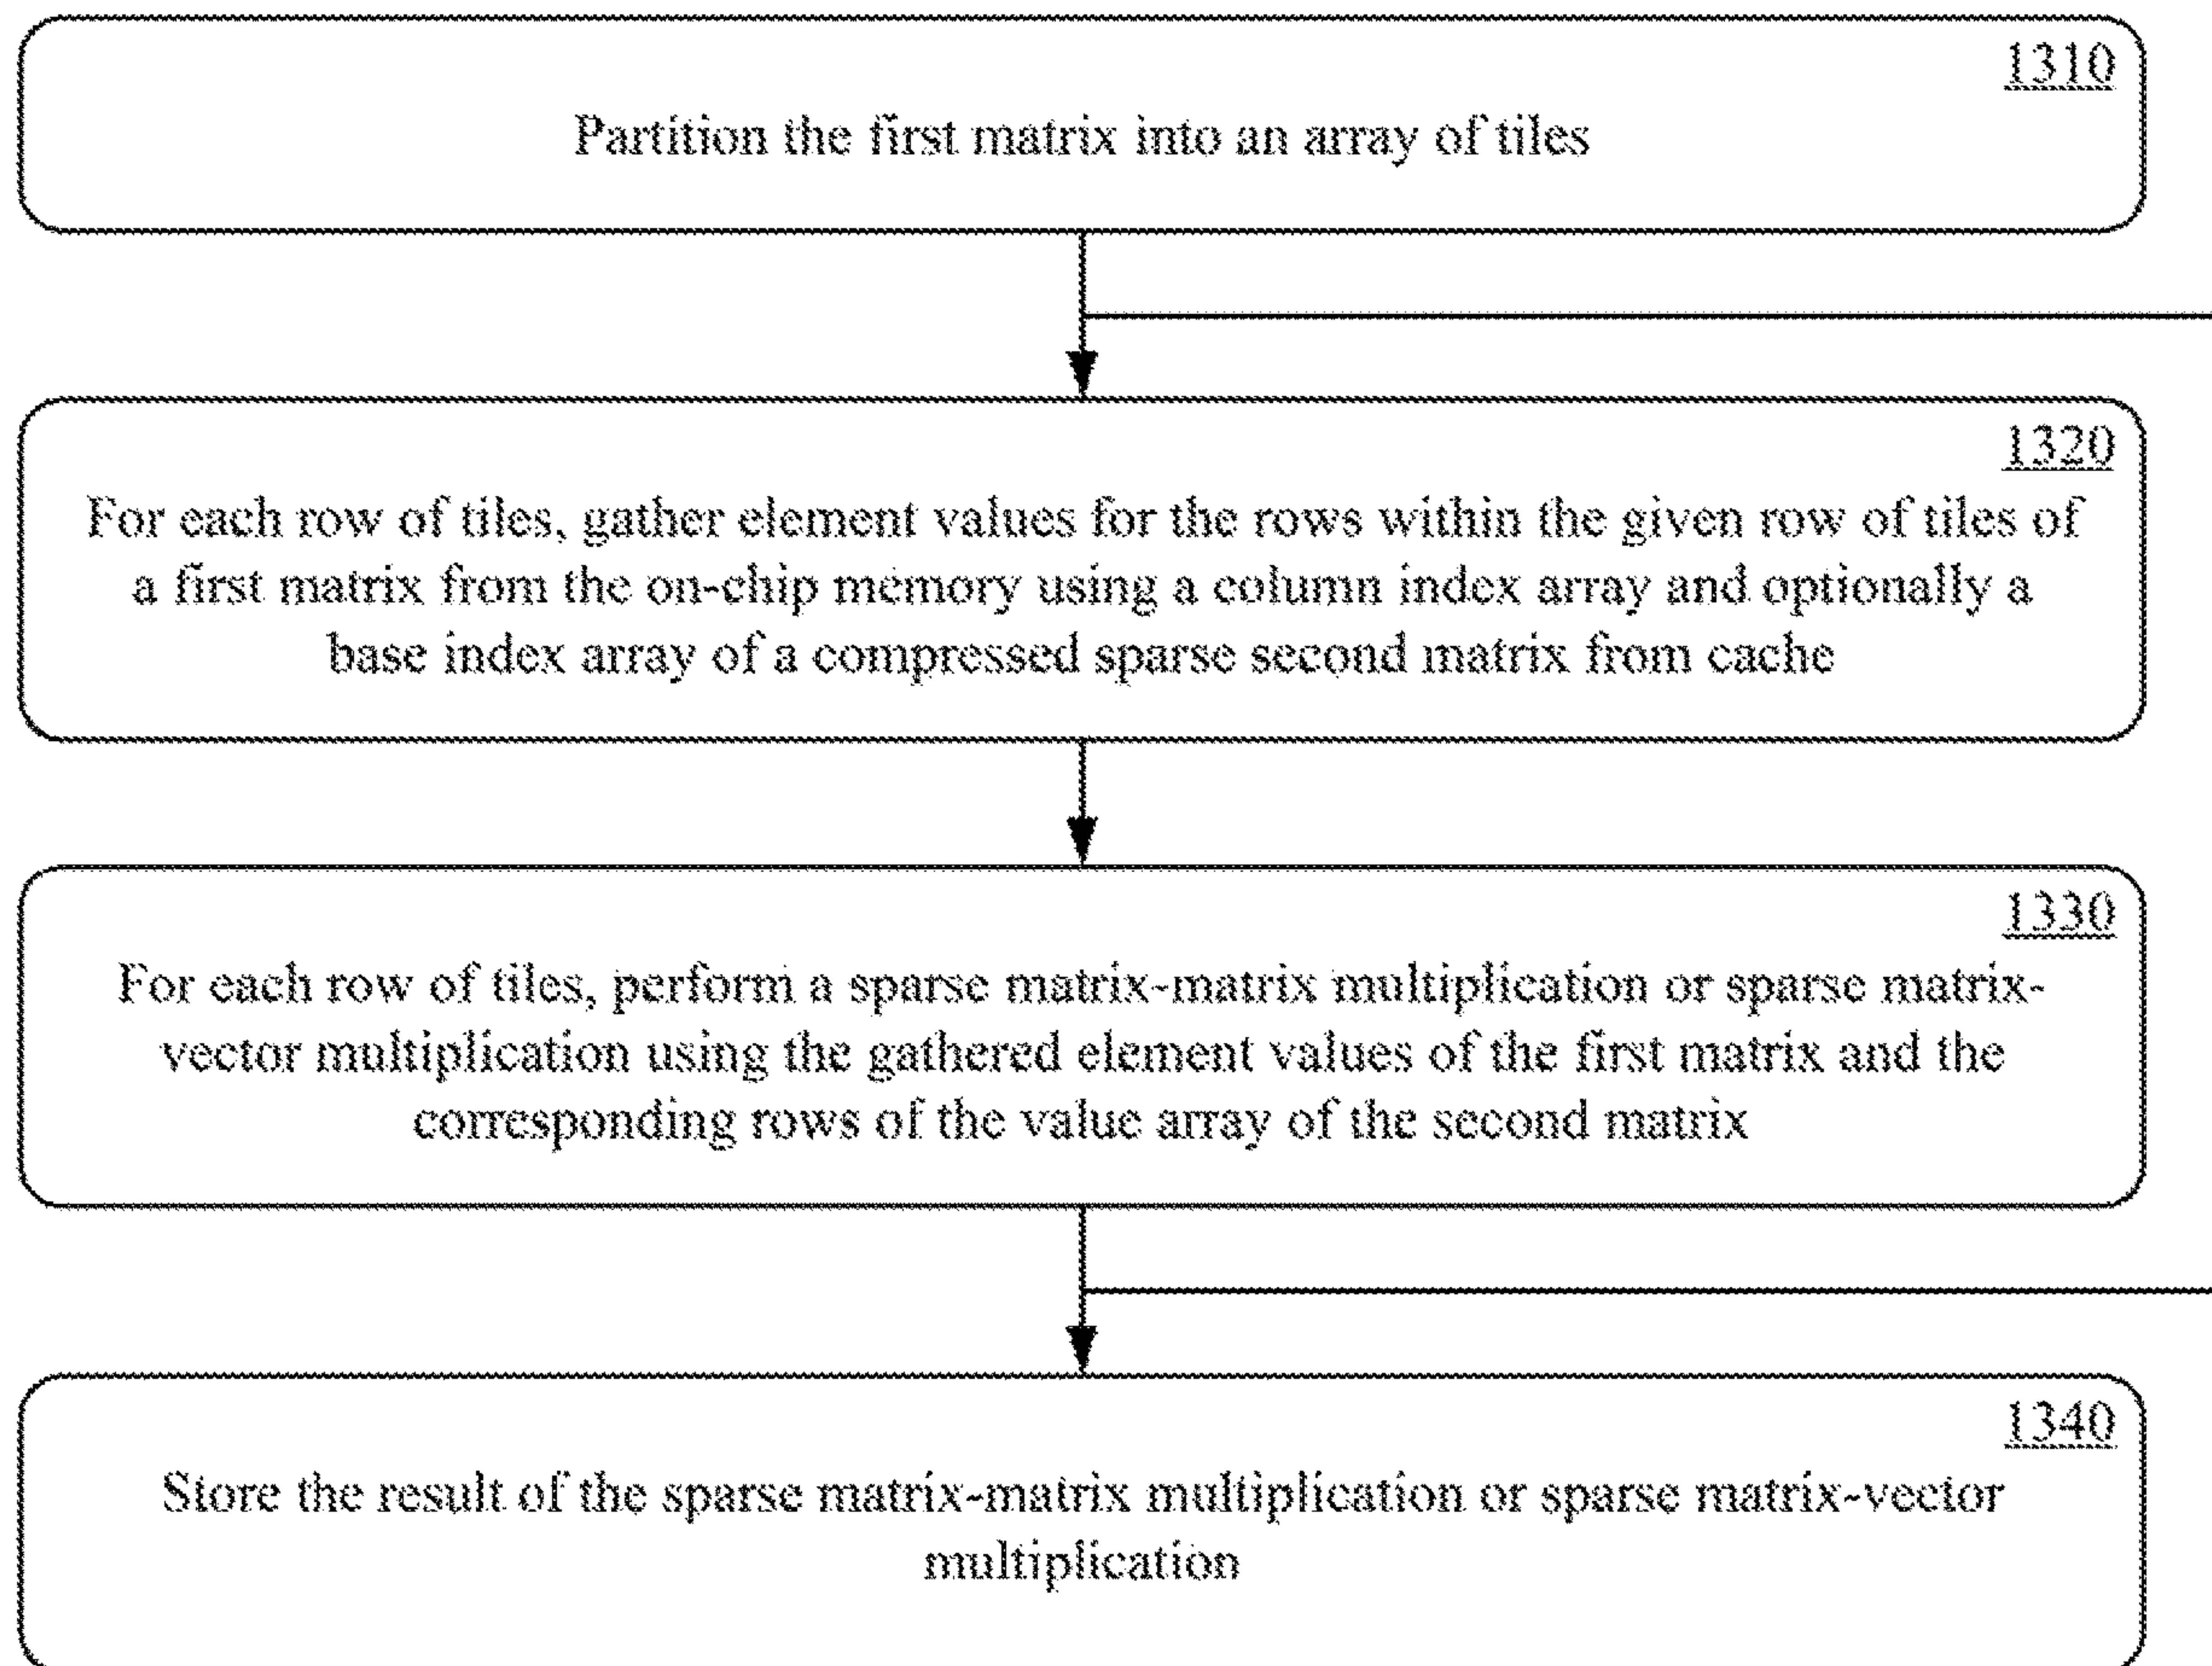 1310
Partition the first matrix into an array of tiles
1320
For each row of tiles, gather element values for the rows within the given row of tiles of
a first matrix from the on-chip memory using a column index array and optionally a
base index array of a compressed sparse second matrix from cache
1330
For each row of tiles, perform a sparse matrix-matrix multiplication or sparse matrix-
vector multiplication using the gathered element values of the first matrix and the
corresponding rows of the value array of the second matrix
1340
Store the result of the sparse matrix-matrix multiplication or sparse matrix-vector
multiplication